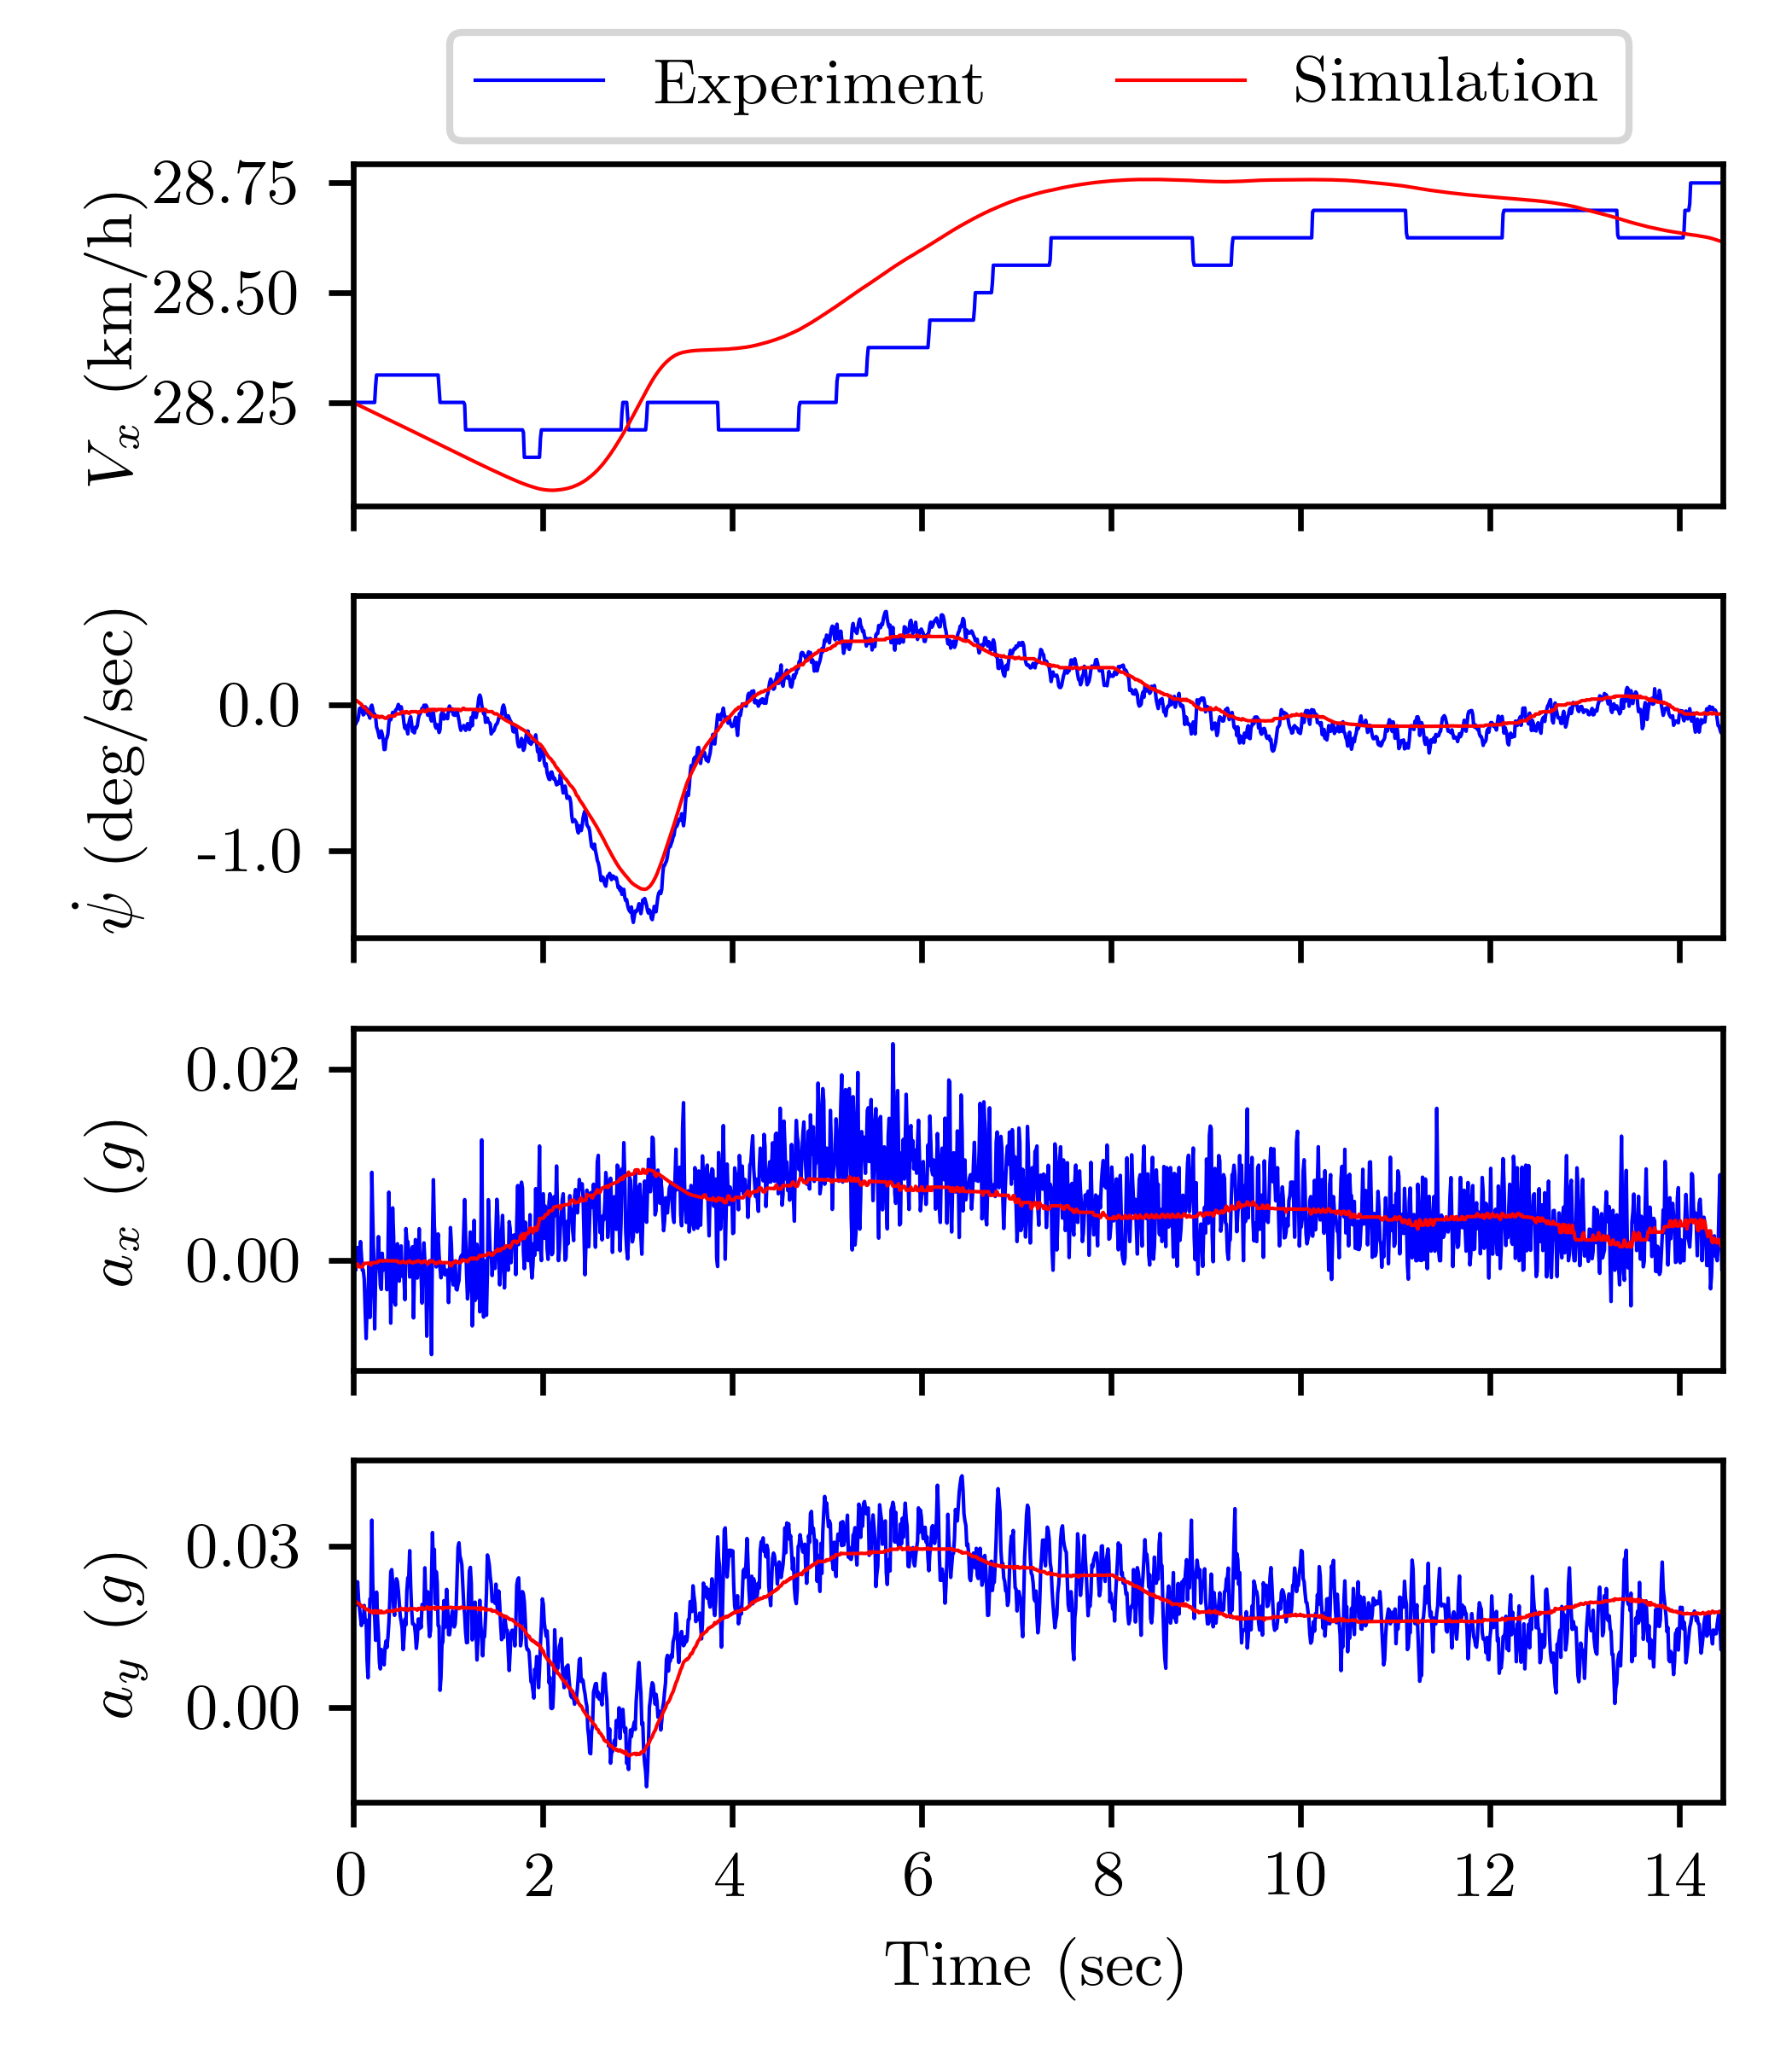 Experiment Simulation
28.75
28.50
28.25
V_x (km/h)
0.0
-1.0
ψ̇ (deg/sec)
0.02
0.00
a_x (g)
0.03
0.00
a_y (g)
0 2 4 6 8 10 12 14
Time (sec)